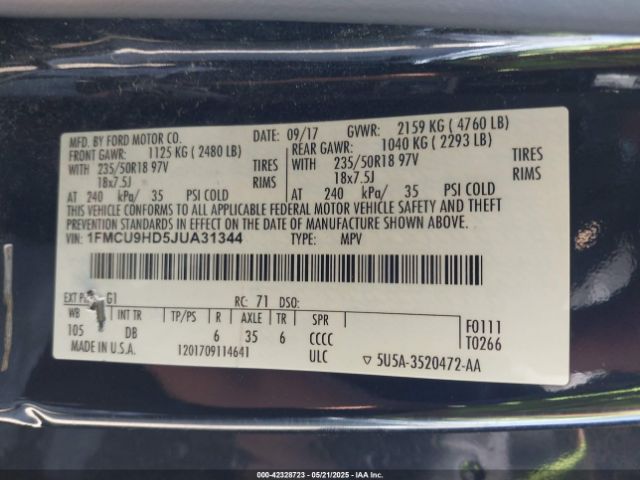 MFD. BY FORD MOTOR CO.
DATE: 09/17 GVWR: 2159 KG ( 4760 LB)
FRONT GAWR: 1125 KG ( 2480 LB)
REAR GAWR: 1040 KG ( 2293 LB)
WITH 235/50R18 97V TIRES
WITH 235/50R18 97V TIRES
18x7.5J RIMS
18x7.5J RIMS
AT 240 kPa/ 35 PSI COLD
AT 240 kPa/ 35 PSI COLD
THIS VEHICLE CONFORMS TO ALL APPLICABLE FEDERAL MOTOR VEHICLE SAFETY AND THEFT
PREVENTION STANDARDS IN EFFECT ON THE DATE OF MANUFACTURE SHOWN ABOVE.
VIN: 1FMCU9HD5JUA31344 TYPE: MPV
EXT G1 RC: 71 DSO:
WB INT TR TP/PS R AXLE TR SPR
105 DB 6 35 6 CCCC
F0111
T0266
MADE IN U.S.A. 1201709114641 ULC
5U5A-3520472-AA
000-42328723 — 05/21/2025 — IAA Inc.